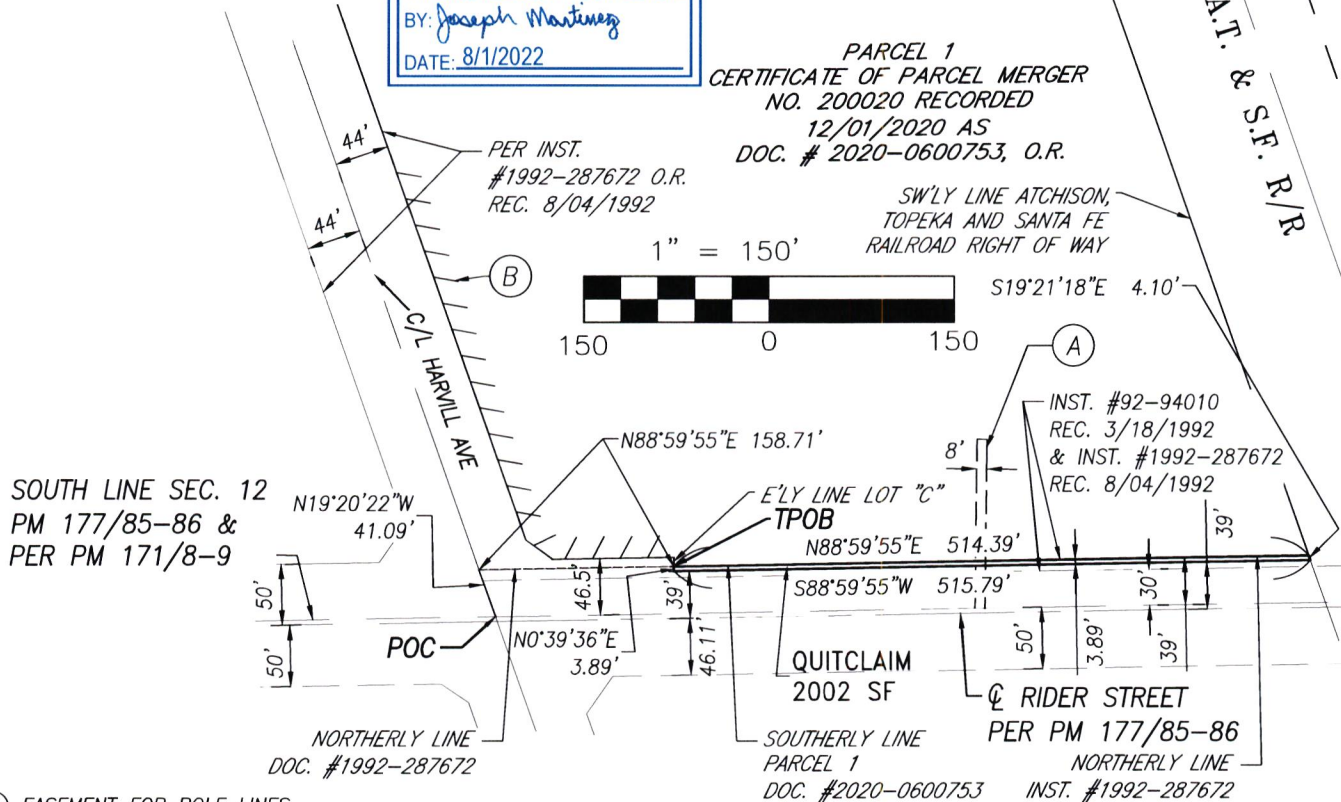 BY: Joseph Martinez
DATE: 8/1/2022
PARCEL 1
CERTIFICATE OF PARCEL MERGER
NO. 200020 RECORDED
12/01/2020 AS
DOC. # 2020-0600753, O.R.
A.T. & S.F. R/R
44'
44'
PER INST.
#1992-287672 O.R.
REC. 8/04/1992
SW'LY LINE ATCHISON,
TOPEKA AND SANTA FE
RAILROAD RIGHT OF WAY
1" = 150'
150 0 150
B
S19°21'18"E 4.10'
A
C/L HARVILL AVE
INST. #92-94010
REC. 3/18/1992
& INST. #1992-287672
REC. 8/04/1992
N88°59'55"E 158.71'
8'
SOUTH LINE SEC. 12
PM 177/85-86 &
PER PM 171/8-9
N19°20'22"W
41.09'
E'LY LINE LOT "C"
TPOB
N88°59'55"E 514.39'
39'
S88°59'55"W 515.79'
50'
50'
46.5'
39'
46.11'
30'
50'
3.89'
39'
POC
N0°39'36"E
3.89'
QUITCLAIM
2002 SF
℄ RIDER STREET
PER PM 177/85-86
NORTHERLY LINE
DOC. #1992-287672
SOUTHERLY LINE
PARCEL 1
DOC. #2020-0600753
NORTHERLY LINE
INST. #1992-287672
EASEMENT FOR POLE LINES